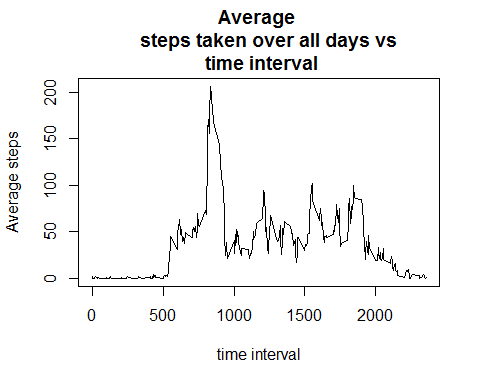 Average
steps taken over all days vs
time interval
Average steps
200
150
100
50
0
0 500 1000 1500 2000
time interval